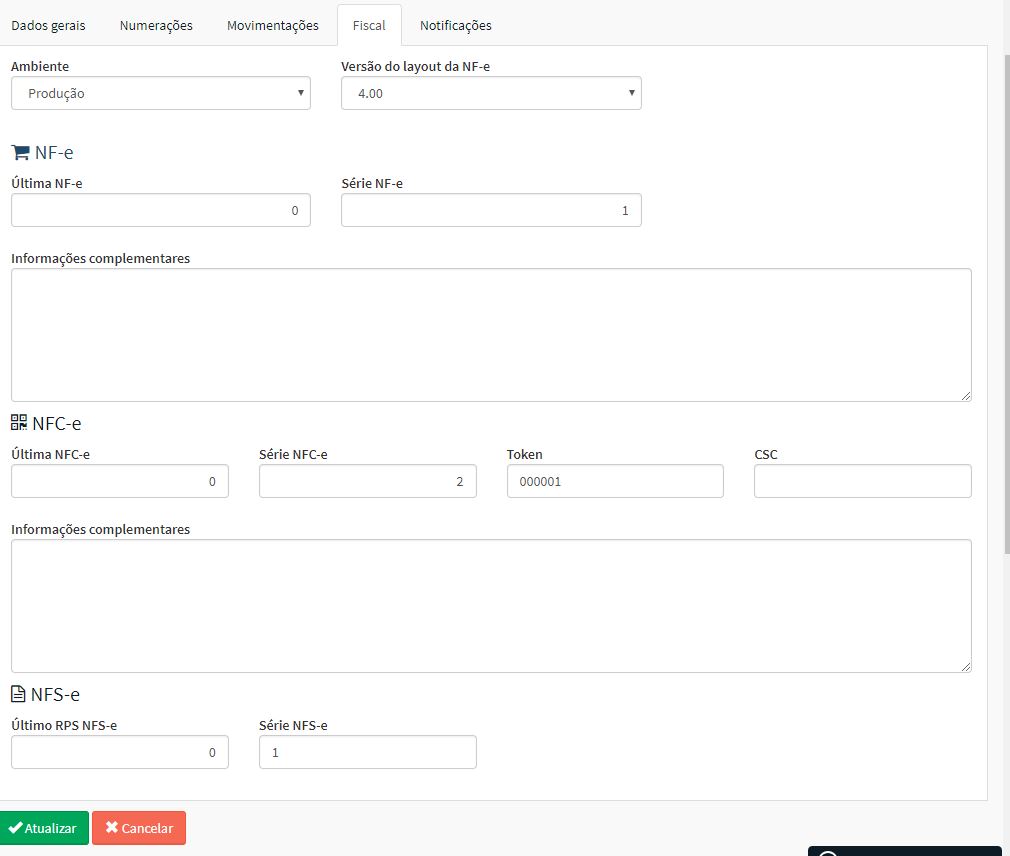 Dados gerais Numerações Movimentações Fiscal Notificações
Ambiente Versão do layout da NF-e
Produção 4.00
NF-e
Última NF-e Série NF-e
0 1
Informações complementares
NFC-e
Última NFC-e Série NFC-e Token CSC
0 2 000001
Informações complementares
NFS-e
Último RPS NFS-e Série NFS-e
0 1
Atualizar Cancelar